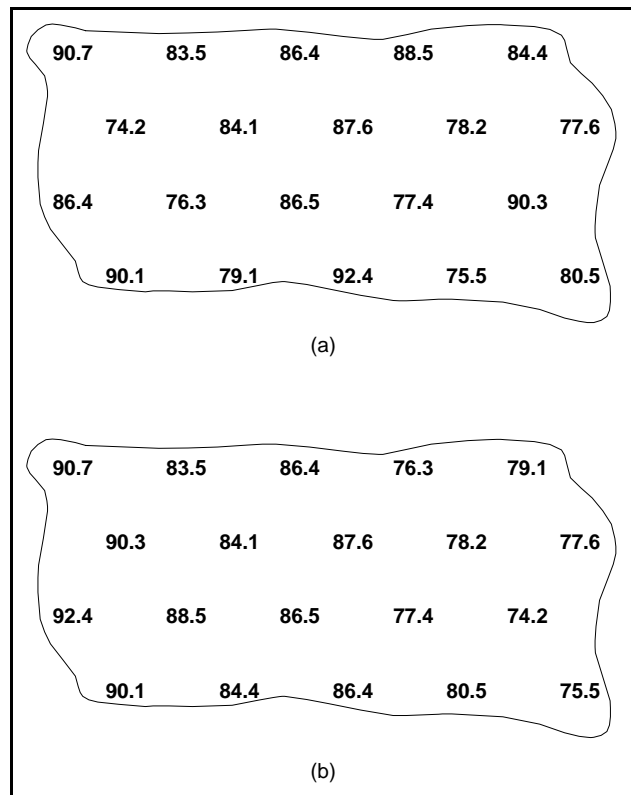 90.7 83.5 86.4 88.5 84.4
74.2 84.1 87.6 78.2 77.6
86.4 76.3 86.5 77.4 90.3
90.1 79.1 92.4 75.5 80.5
(a)
90.7 83.5 86.4 76.3 79.1
90.3 84.1 87.6 78.2 77.6
92.4 88.5 86.5 77.4 74.2
90.1 84.4 86.4 80.5 75.5
(b)